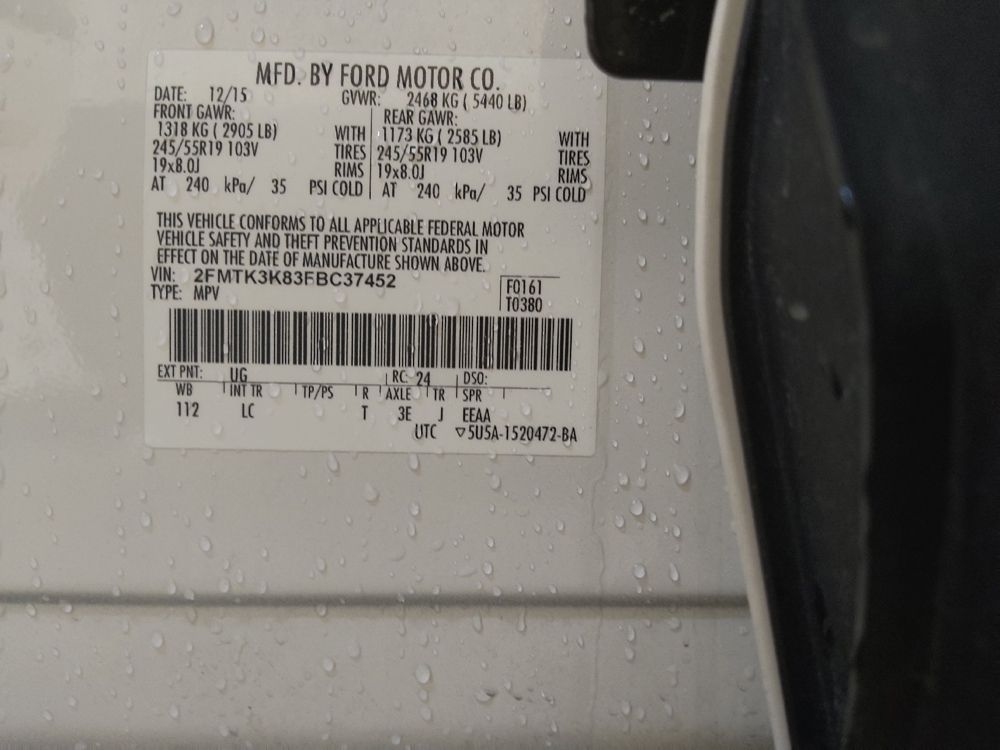 MFD. BY FORD MOTOR CO.
DATE: 12/15 GVWR: 2468 KG ( 5440 LB)
FRONT GAWR: REAR GAWR:
1318 KG ( 2905 LB) WITH 1173 KG ( 2585 LB) WITH
245/55R19 103V TIRES 245/55R19 103V TIRES
19x8.0J RIMS 19x8.0J RIMS
AT 240 kPa/ 35 PSI COLD AT 240 kPa/ 35 PSI COLD
THIS VEHICLE CONFORMS TO ALL APPLICABLE FEDERAL MOTOR
VEHICLE SAFETY AND THEFT PREVENTION STANDARDS IN
EFFECT ON THE DATE OF MANUFACTURE SHOWN ABOVE.
VIN: 2FMTK3K83FBC37452 F0161
TYPE: MPV T0380
EXT PNT: UG RC: 24 DSO:
WB INT TR TP/PS R AXLE TR SPR
112 LC T 3E J EEAA
UTC ▽5U5A-1520472-BA